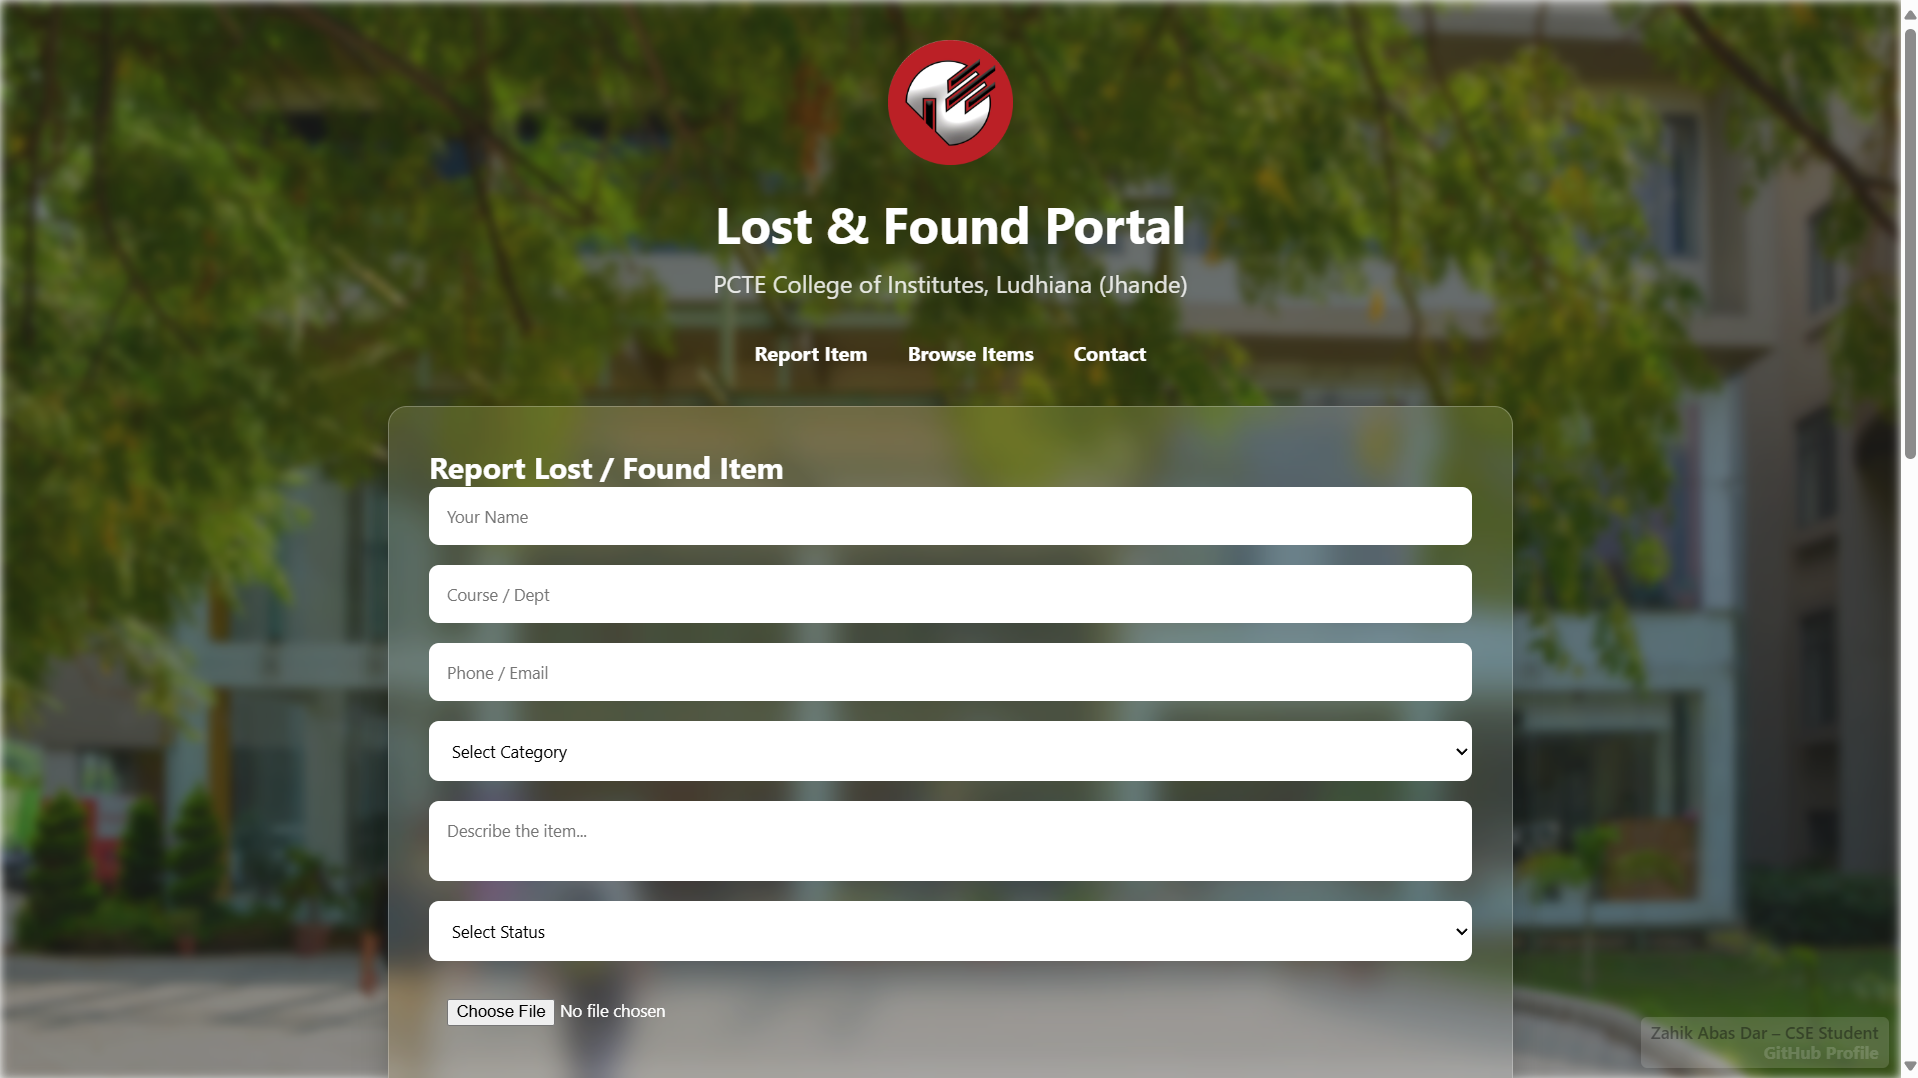 Lost & Found Portal
PCTE College of Institutes, Ludhiana (Jhande)
Report Item Browse Items Contact
Report Lost / Found Item
Your Name
Course / Dept
Phone / Email
Select Category
Describe the item...
Select Status
Choose File No file chosen
Zahik Abas Dar – CSE Student
GitHub Profile